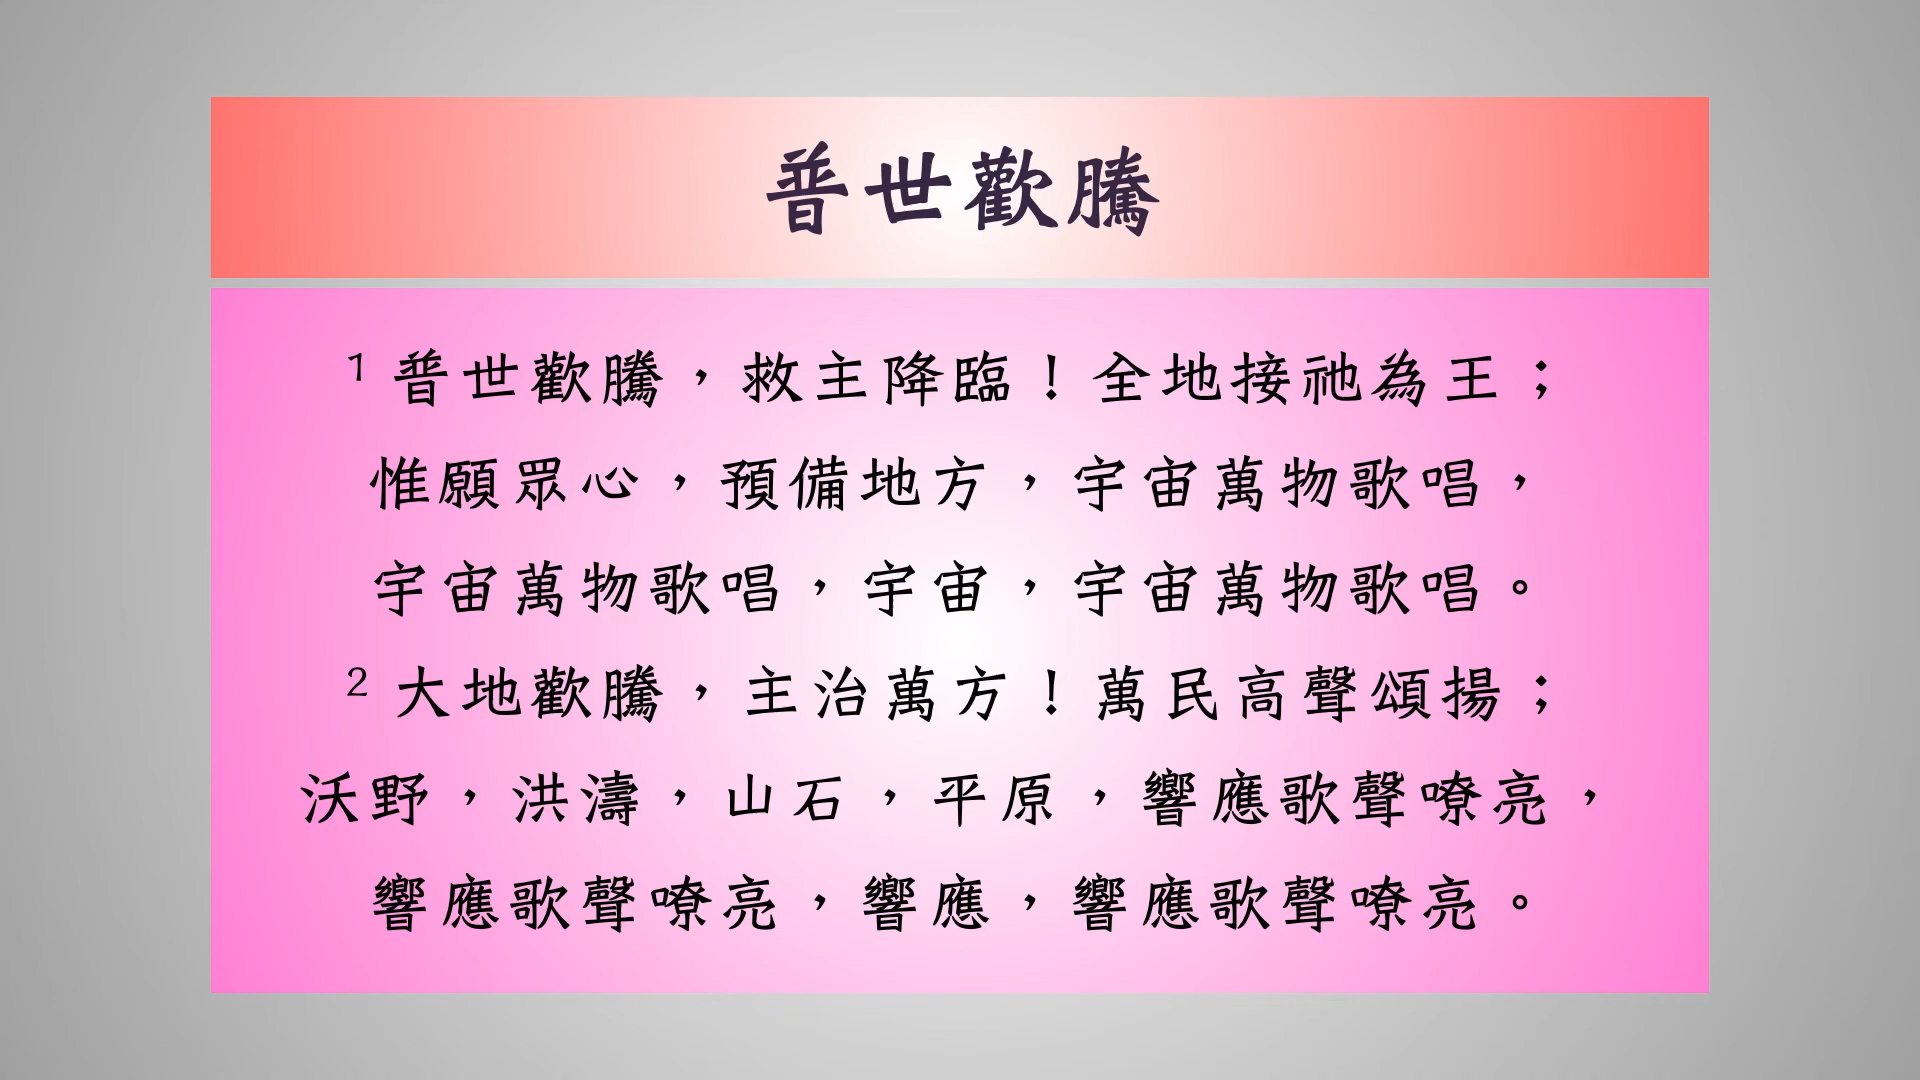 普世歡騰
1 普世歡騰，救主降臨！全地接祂為王；
惟願眾心，預備地方，宇宙萬物歌唱，
宇宙萬物歌唱，宇宙，宇宙萬物歌唱。
2 大地歡騰，主治萬方！萬民高聲頌揚；
沃野，洪濤，山石，平原，響應歌聲嘹亮，
響應歌聲嘹亮，響應，響應歌聲嘹亮。